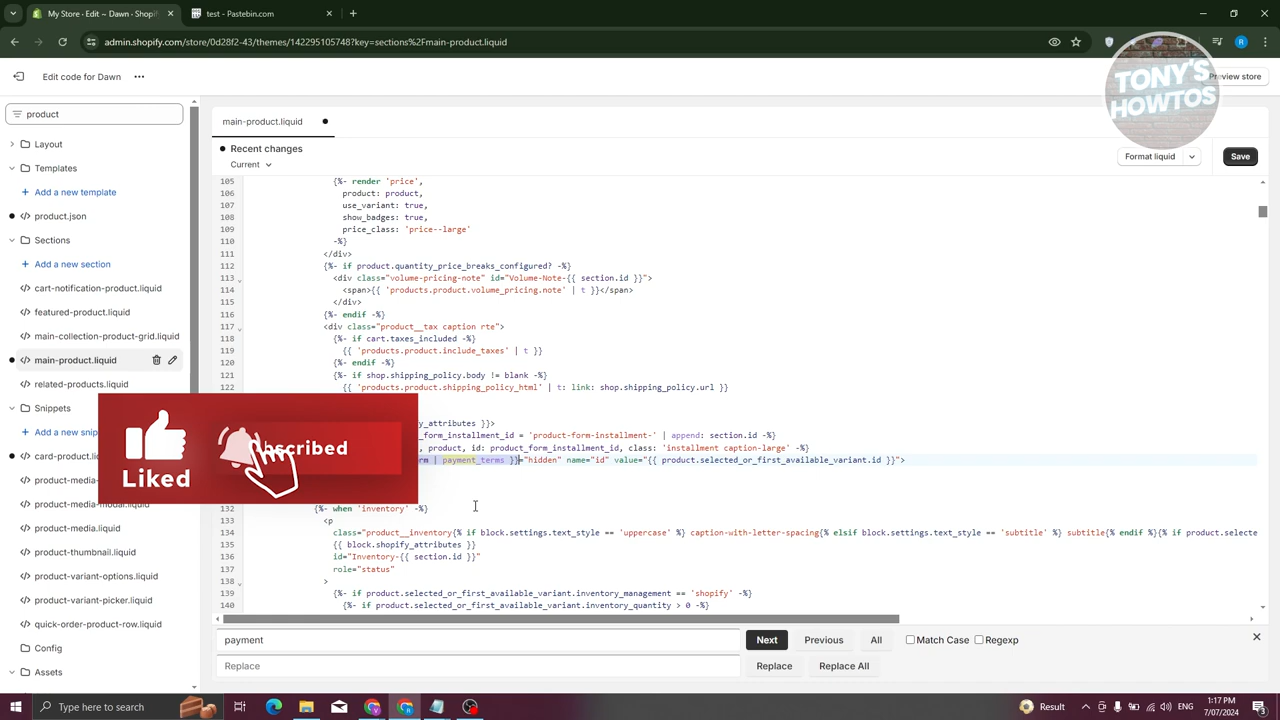 My Store - Edit ~ Dawn · Shopify
test - Pastebin.com
admin.shopify.com/store/0d28f2-43/themes/142295105748?key=sections%2Fmain-product.liquid
Edit code for Dawn
Preview store
TONY'S
HOWTOS
product
Layout
Templates
Add a new template
product.json
Sections
Add a new section
cart-notification-product.liquid
featured-product.liquid
main-collection-product-grid.liquid
main-product.liquid
related-products.liquid
Snippets
Add a new snip
card-product.l
product-media
product-media-modal.liquid
product-media.liquid
product-thumbnail.liquid
product-variant-options.liquid
product-variant-picker.liquid
quick-order-product-row.liquid
Config
Assets
main-product.liquid
Recent changes
Current
Format liquid
Save
105 {%- render 'price',
106 product: product,
107 use_variant: true,
108 show_badges: true,
109 price_class: 'price--large'
110 -%}
111 </div>
112 {%- if product.quantity_price_breaks_configured? -%}
113 <div class="volume-pricing-note" id="Volume-Note-{{ section.id }}">
114 <span>{{ 'products.product.volume_pricing.note' | t }}</span>
115 </div>
116 {%- endif -%}
117 <div class="product__tax caption rte">
118 {%- if cart.taxes_included -%}
119 {{ 'products.product.include_taxes' | t }}
120 {%- endif -%}
121 {%- if shop.shipping_policy.body != blank -%}
122 {{ 'products.product.shipping_policy_html' | t: link: shop.shipping_policy.url }}
fy_attributes }}>
_form_installment_id = 'product-form-installment-' | append: section.id -%}
, product, id: product_form_installment_id, class: 'installment caption-large' -%}
rm | payment_terms }}="hidden" name="id" value="{{ product.selected_or_first_available_variant.id }}">
132 {%- when 'inventory' -%}
133 <p
134 class="product__inventory{% if block.settings.text_style == 'uppercase' %} caption-with-letter-spacing{% elsif block.settings.text_style == 'subtitle' %} subtitle{% endif %}{% if product.selecte
135 {{ block.shopify_attributes }}
136 id="Inventory-{{ section.id }}"
137 role="status"
138 >
139 {%- if product.selected_or_first_available_variant.inventory_management == 'shopify' -%}
140 {%- if product.selected_or_first_available_variant.inventory_quantity > 0 -%}
Liked
scribed
payment
Next
Previous
All
Match Case
Regexp
Replace
Replace
Replace All
Type here to search
Result
ENG
1:17 PM
7/07/2024